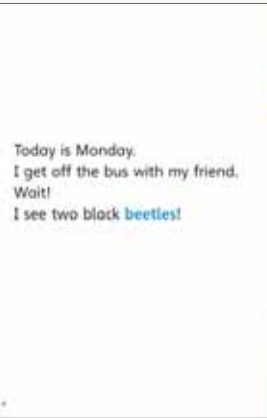 Today is Monday.
I get off the bus with my friend.
Wait!
I see two black beetles!